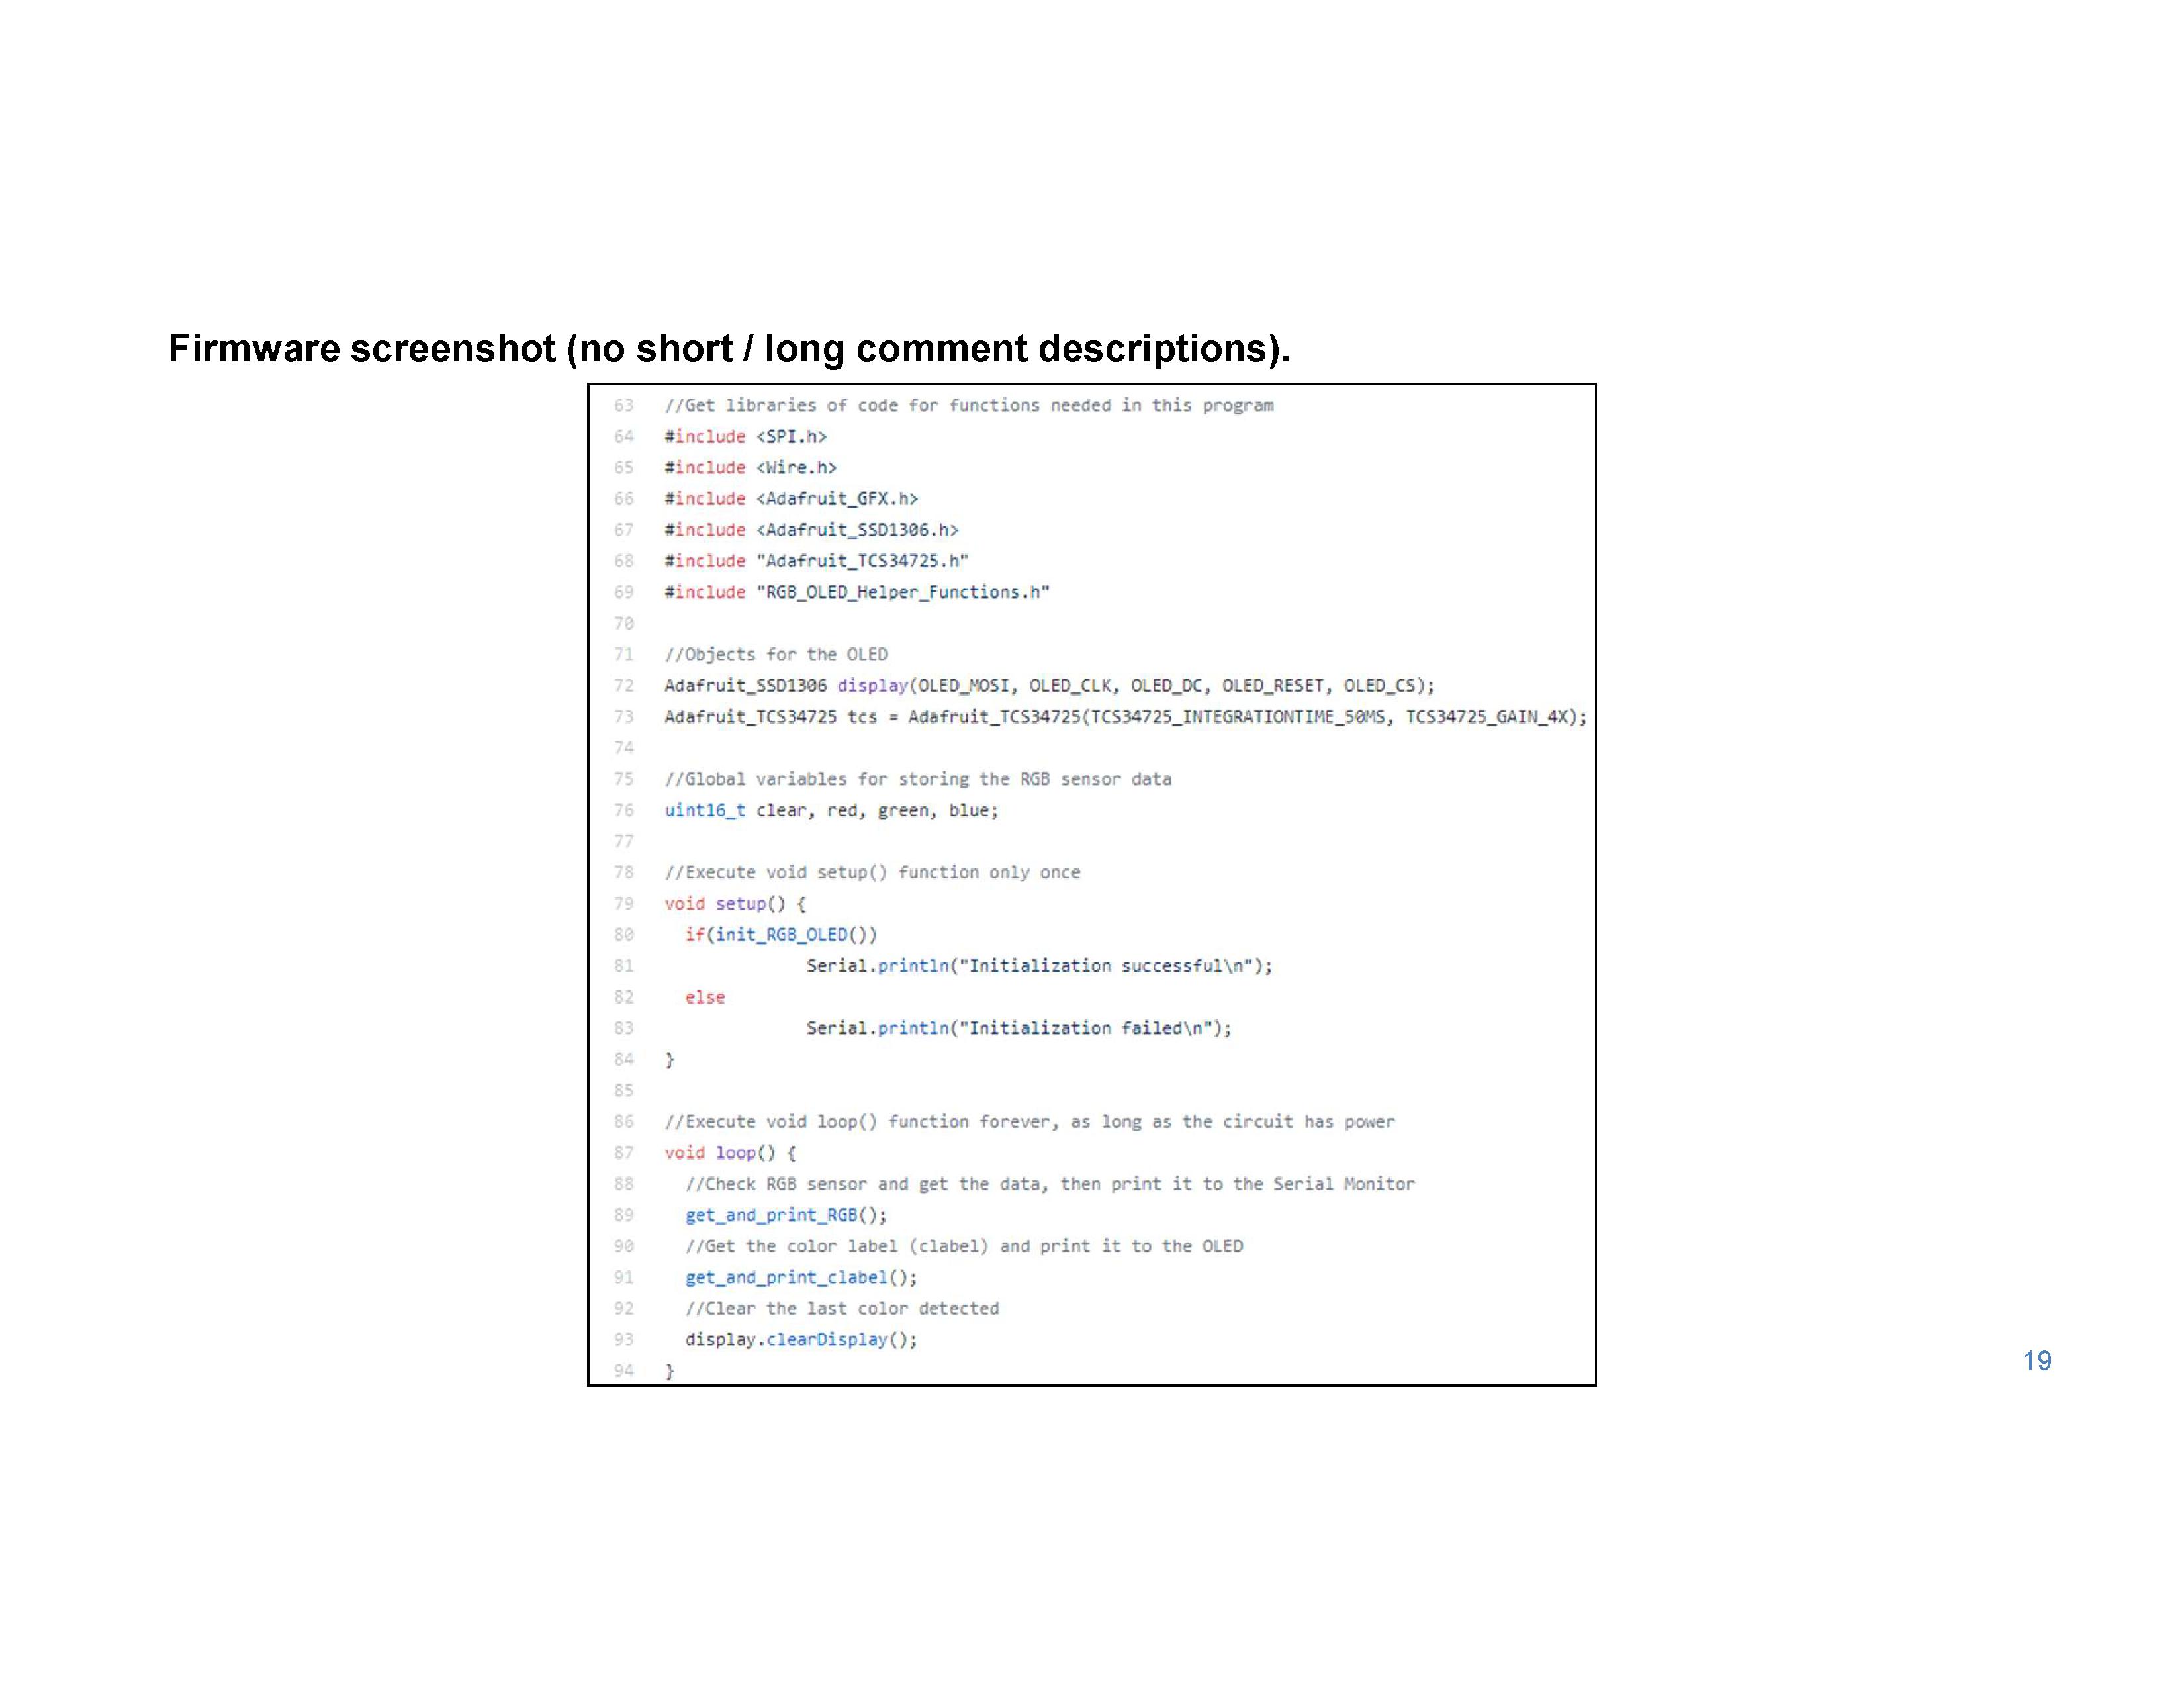 Firmware screenshot (no short / long comment descriptions).
63 //Get libraries of code for functions needed in this program
64 #include <SPI.h>
65 #include <Wire.h>
66 #include <Adafruit_GFX.h>
67 #include <Adafruit_SSD1306.h>
68 #include "Adafruit_TCS34725.h"
69 #include "RGB_OLED_Helper_Functions.h"
70
71 //Objects for the OLED
72 Adafruit_SSD1306 display(OLED_MOSI, OLED_CLK, OLED_DC, OLED_RESET, OLED_CS);
73 Adafruit_TCS34725 tcs = Adafruit_TCS34725(TCS34725_INTEGRATIONTIME_50MS, TCS34725_GAIN_4X);
74
75 //Global variables for storing the RGB sensor data
76 uint16_t clear, red, green, blue;
77
78 //Execute void setup() function only once
79 void setup() {
80 if(init_RGB_OLED())
81 Serial.println("Initialization successful\n");
82 else
83 Serial.println("Initialization failed\n");
84 }
85
86 //Execute void loop() function forever, as long as the circuit has power
87 void loop() {
88 //Check RGB sensor and get the data, then print it to the Serial Monitor
89 get_and_print_RGB();
90 //Get the color label (clabel) and print it to the OLED
91 get_and_print_clabel();
92 //Clear the last color detected
93 display.clearDisplay();
94 }
19